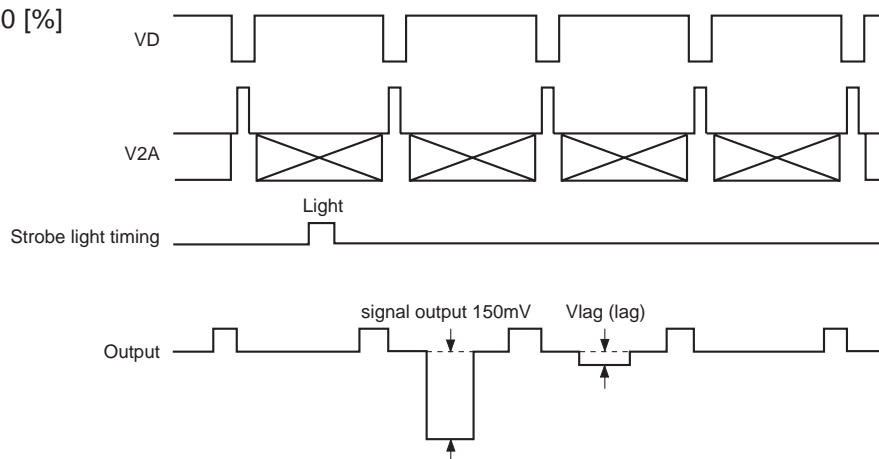 0 [%]
VD
V2A
Light
Strobe light timing
signal output 150mV Vlag (lag)
Output